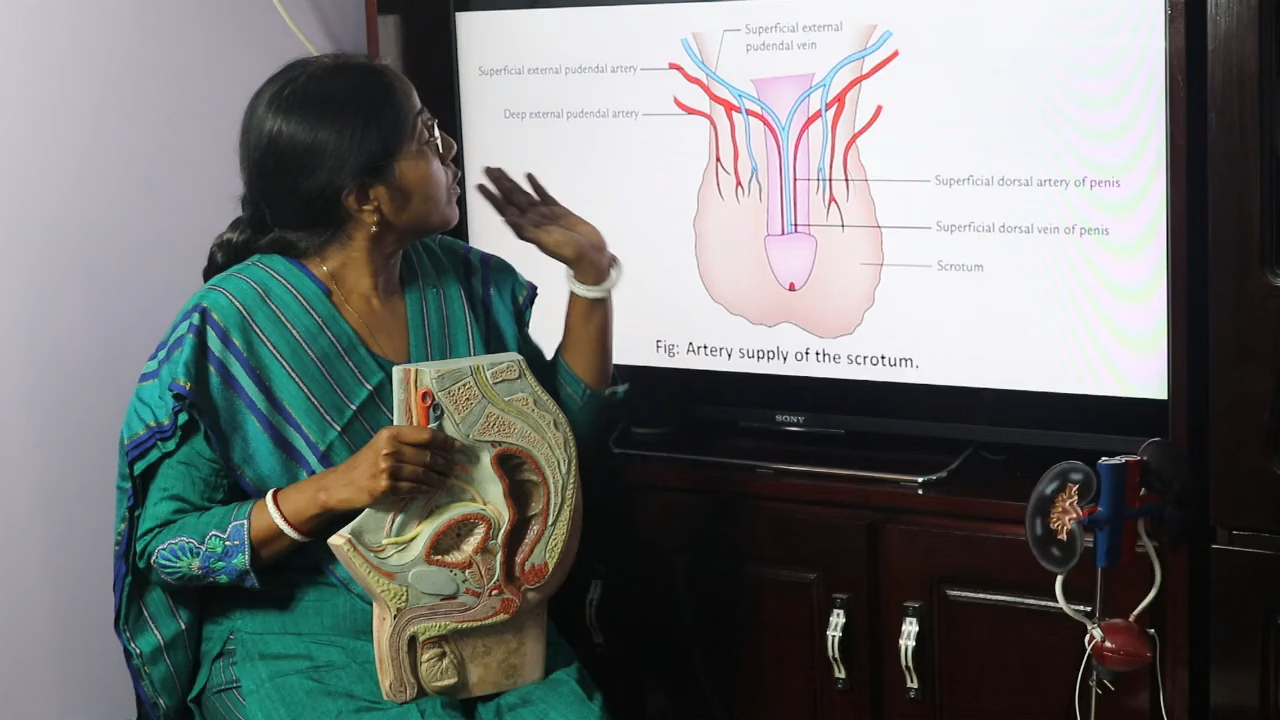 Superficial external
pudendal vein
Superficial external pudendal artery
Deep external pudendal artery
Superficial dorsal artery of penis
Superficial dorsal vein of penis
Scrotum
Fig: Artery supply of the scrotum.
SONY